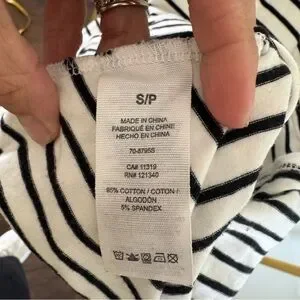 S/P
MADE IN CHINA
FABRIQUÉ EN CHINE
HECHO EN CHINA
70-8795S
CA# 11319
RN# 121340
95% COTTON / COTON /
ALGODÓN
5% SPANDEX